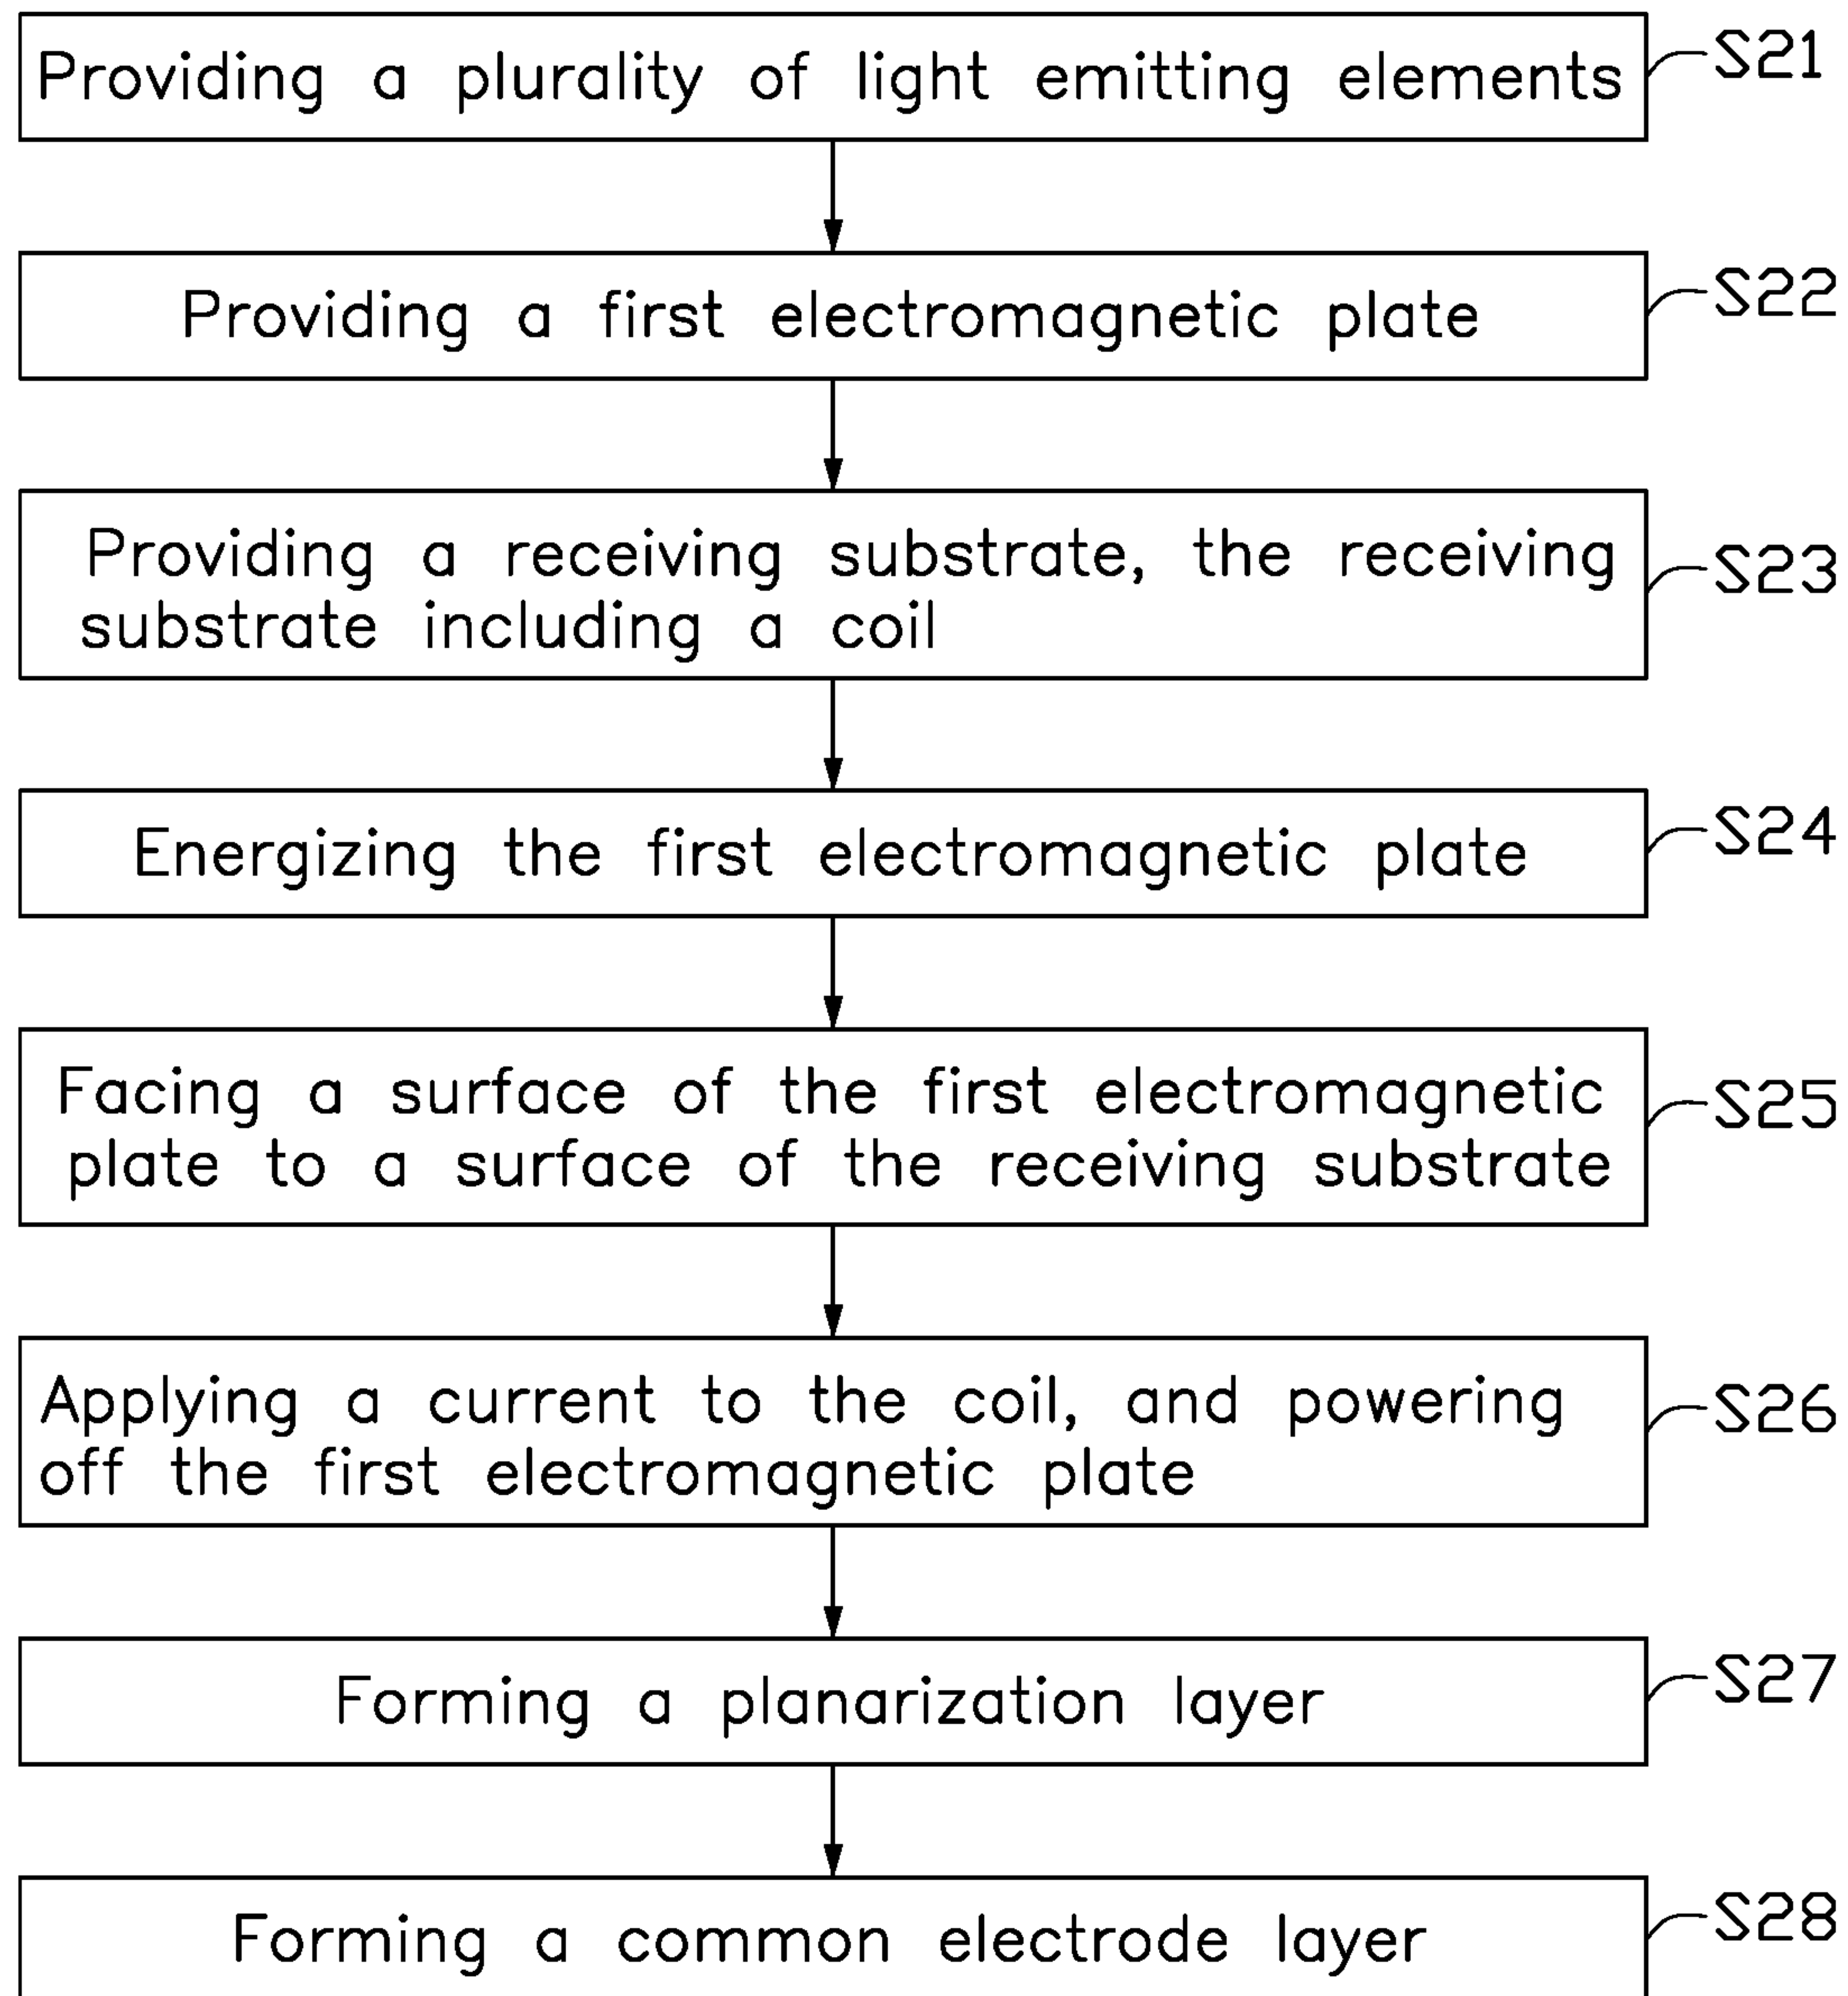 Providing a plurality of light emitting elements
S21
Providing a first electromagnetic plate
S22
Providing a receiving substrate, the receiving
substrate including a coil
S23
Energizing the first electromagnetic plate
S24
Facing a surface of the first electromagnetic
plate to a surface of the receiving substrate
S25
Applying a current to the coil, and powering
off the first electromagnetic plate
S26
Forming a planarization layer
S27
Forming a common electrode layer
S28